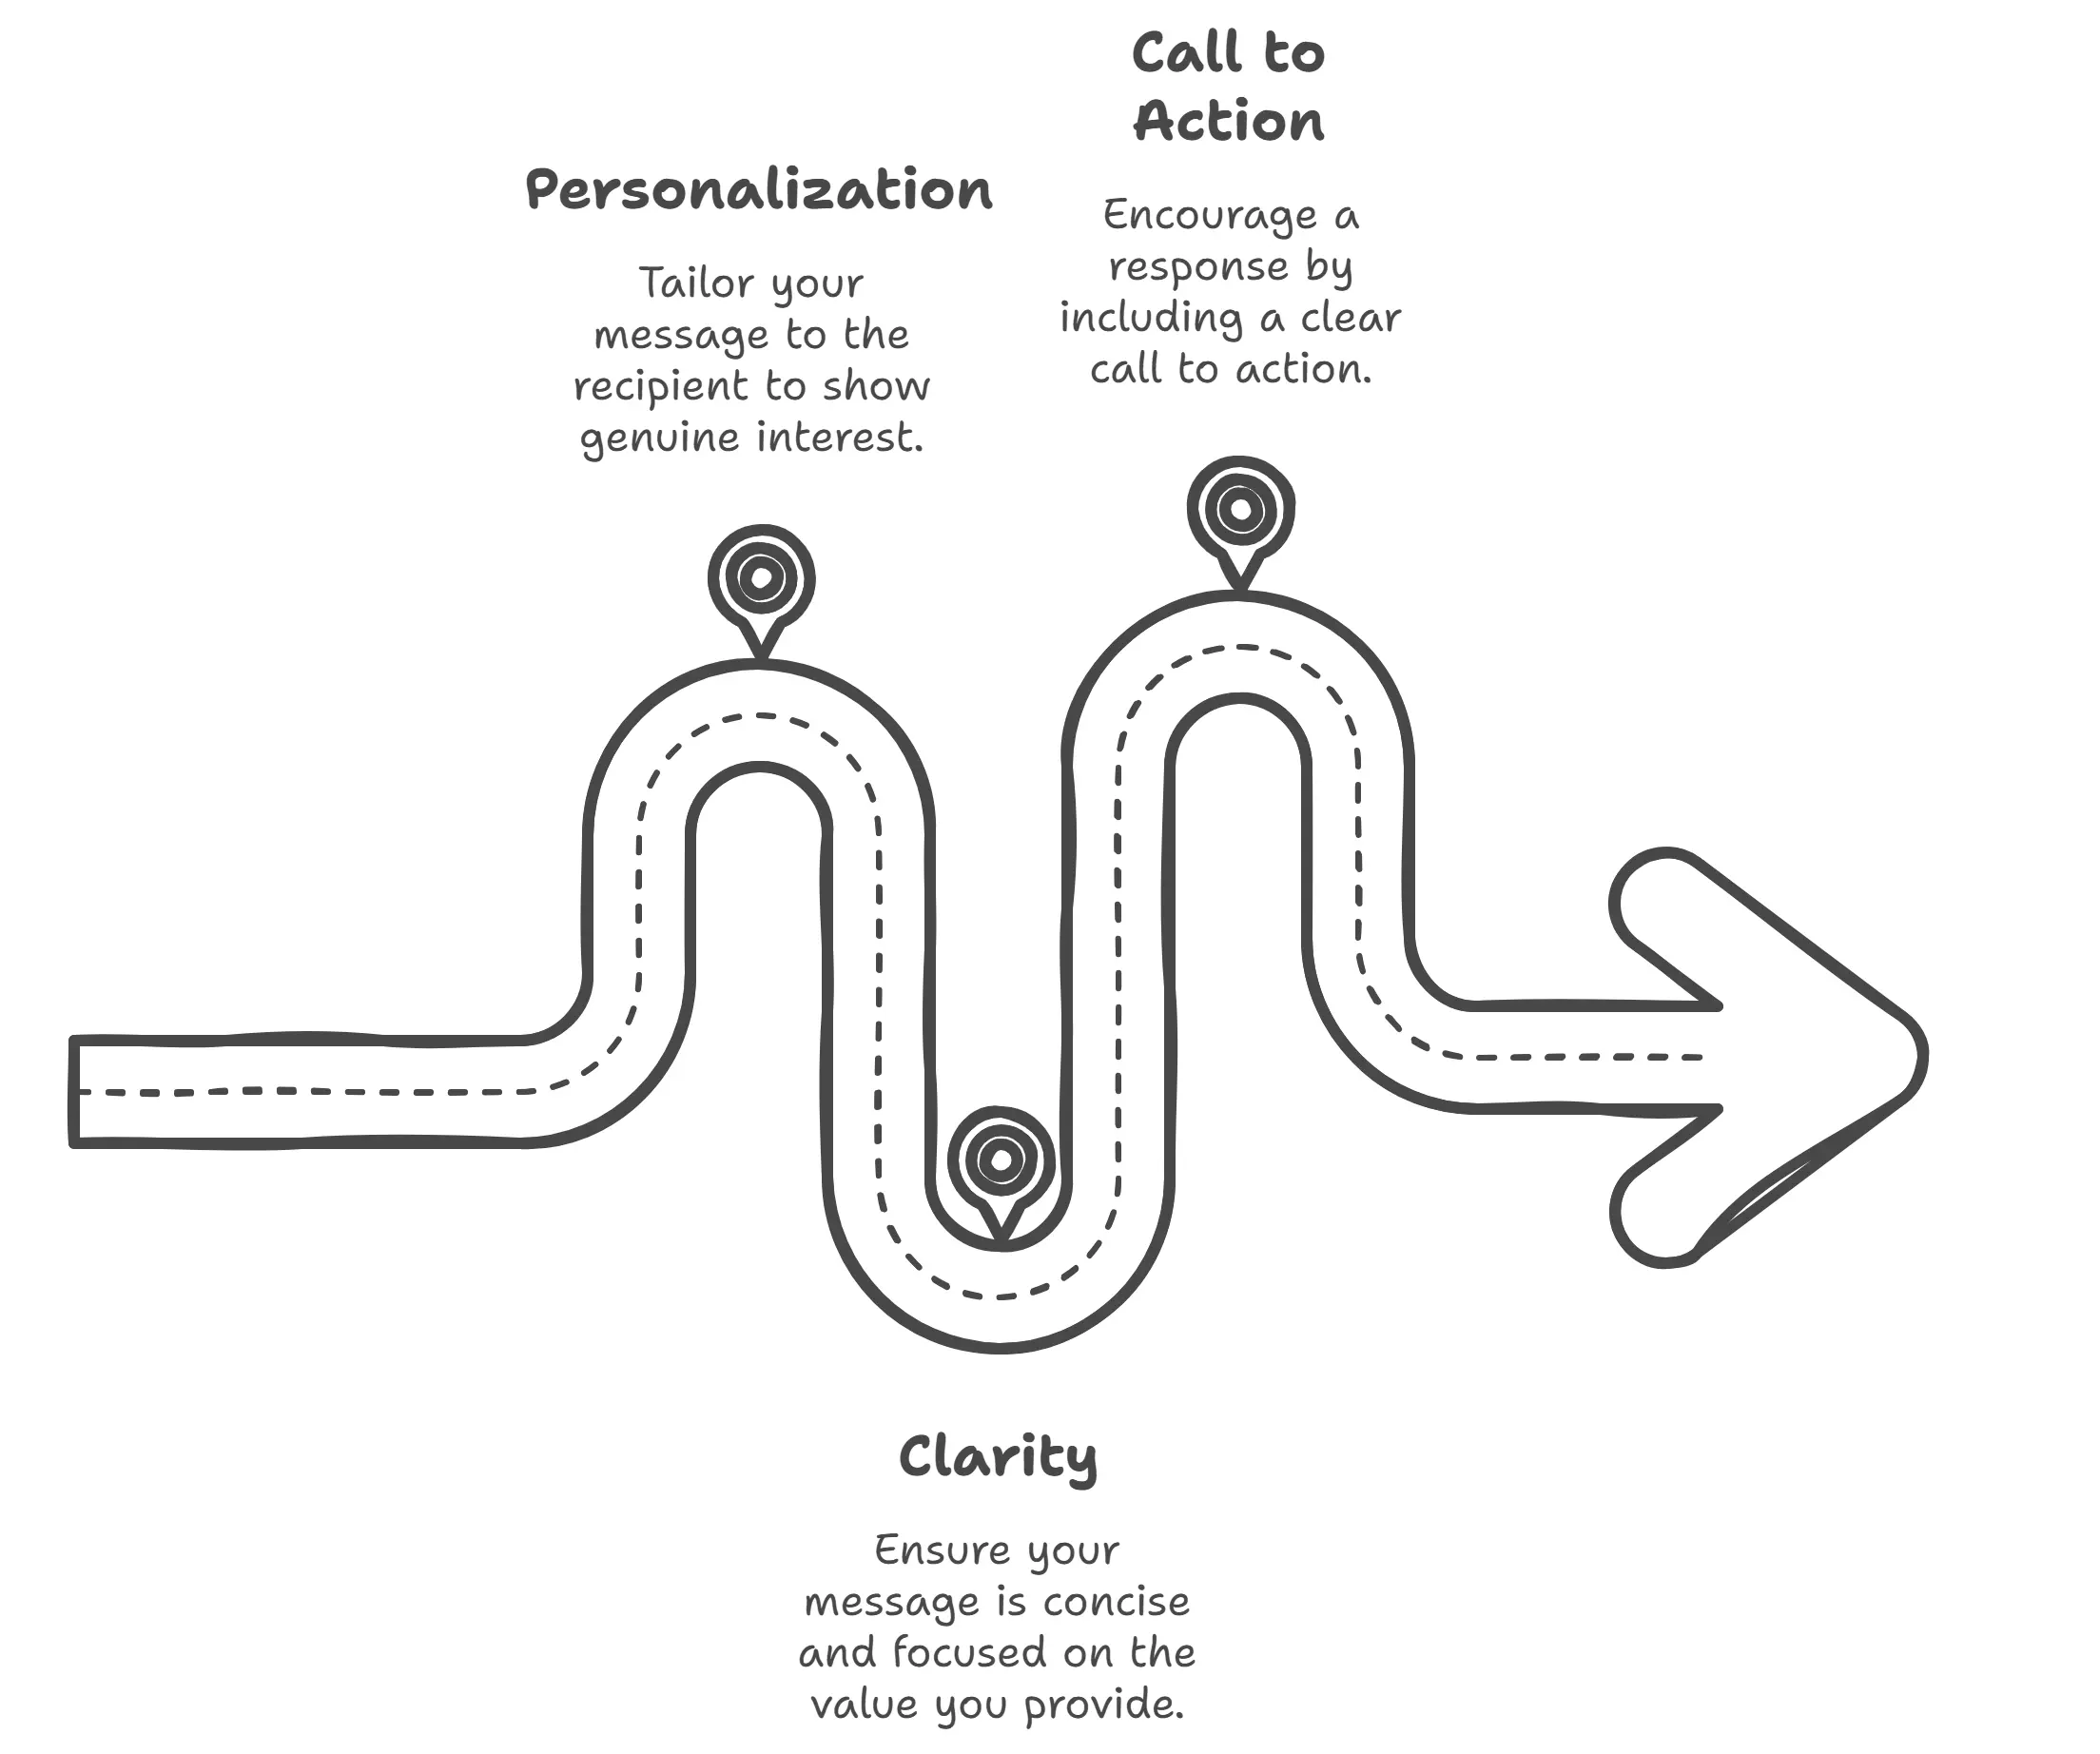 Call to
Action
Encourage a
response by
including a clear
call to action.
Personalization
Tailor your
message to the
recipient to show
genuine interest.
Clarity
Ensure your
message is concise
and focused on the
value you provide.